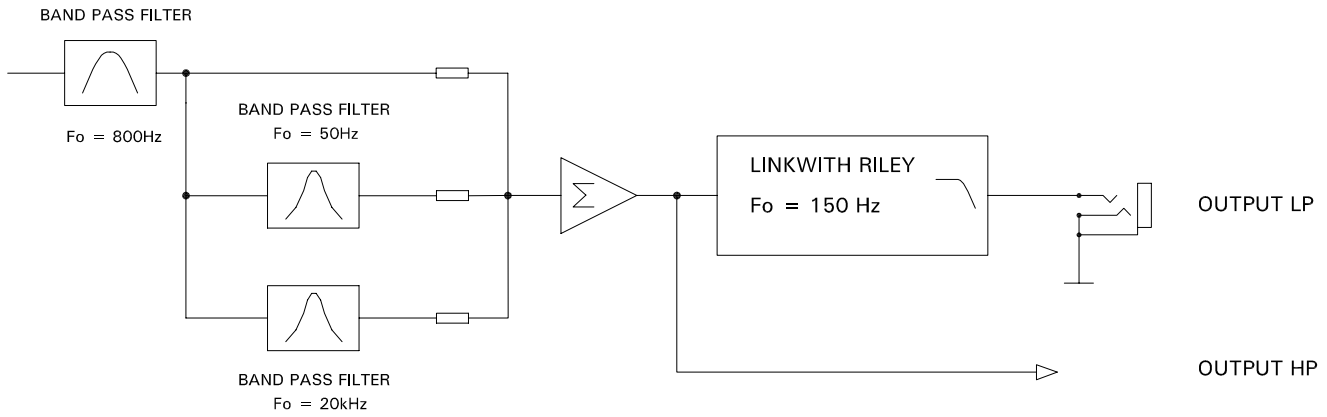 BAND PASS FILTER
Fo = 800Hz
BAND PASS FILTER
Fo = 50Hz
BAND PASS FILTER
Fo = 20kHz
Σ
LINKWITH RILEY
Fo = 150 Hz
OUTPUT LP
OUTPUT HP